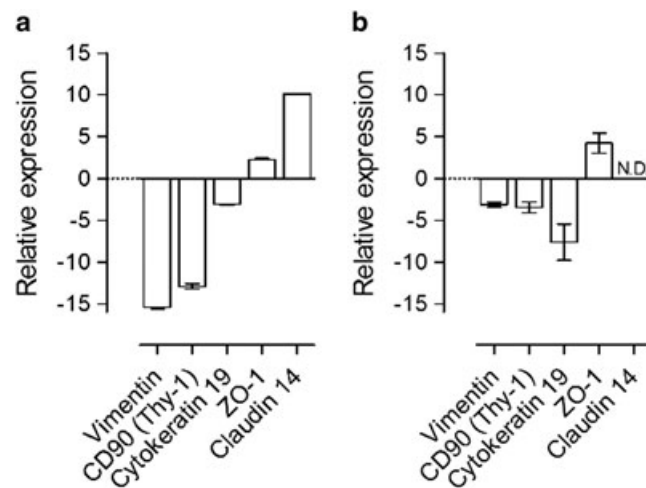 a
Relative expression
15
10
5
0
-5
-10
-15
Vimentin
CD90 (Thy-1)
Cytokeratin 19
ZO-1
Claudin 14
b
Relative expression
15
10
5
0
-5
-10
-15
N.D
Vimentin
CD90 (Thy-1)
Cytokeratin 19
ZO-1
Claudin 14